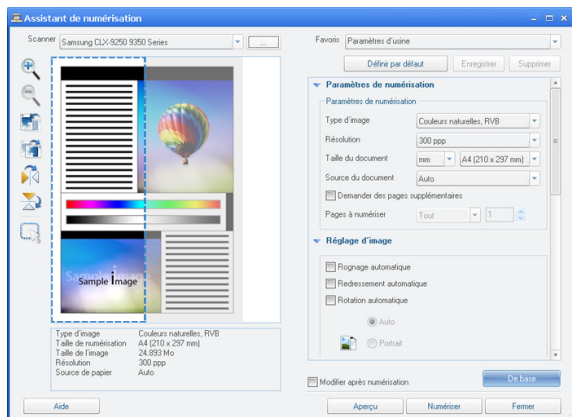 Assistant de numérisation
Scanner Samsung CLX-9250 9350 Series ...
Favoris Paramètres d'usine
Définir par défaut Enregistrer Supprimer
Paramètres de numérisation
Paramètres de numérisation
Type d'image Couleurs naturelles, RVB
Résolution 300 ppp
Taille du document mm A4 (210 x 297 mm)
Source du document Auto
Demander des pages supplémentaires
Pages à numériser Tout 1
Réglage d'image
Rognage automatique
Redressement automatique
Rotation automatique
Auto
Portrait
Sample image
Sample image
Type d'image Couleurs naturelles, RVB
Taille de numérisation A4 (210 x 297 mm)
Taille de l'image 24.893 Mo
Résolution 300 ppp
Source de papier Auto
Modifier après numérisation De base
Aide Aperçu Numériser Fermer